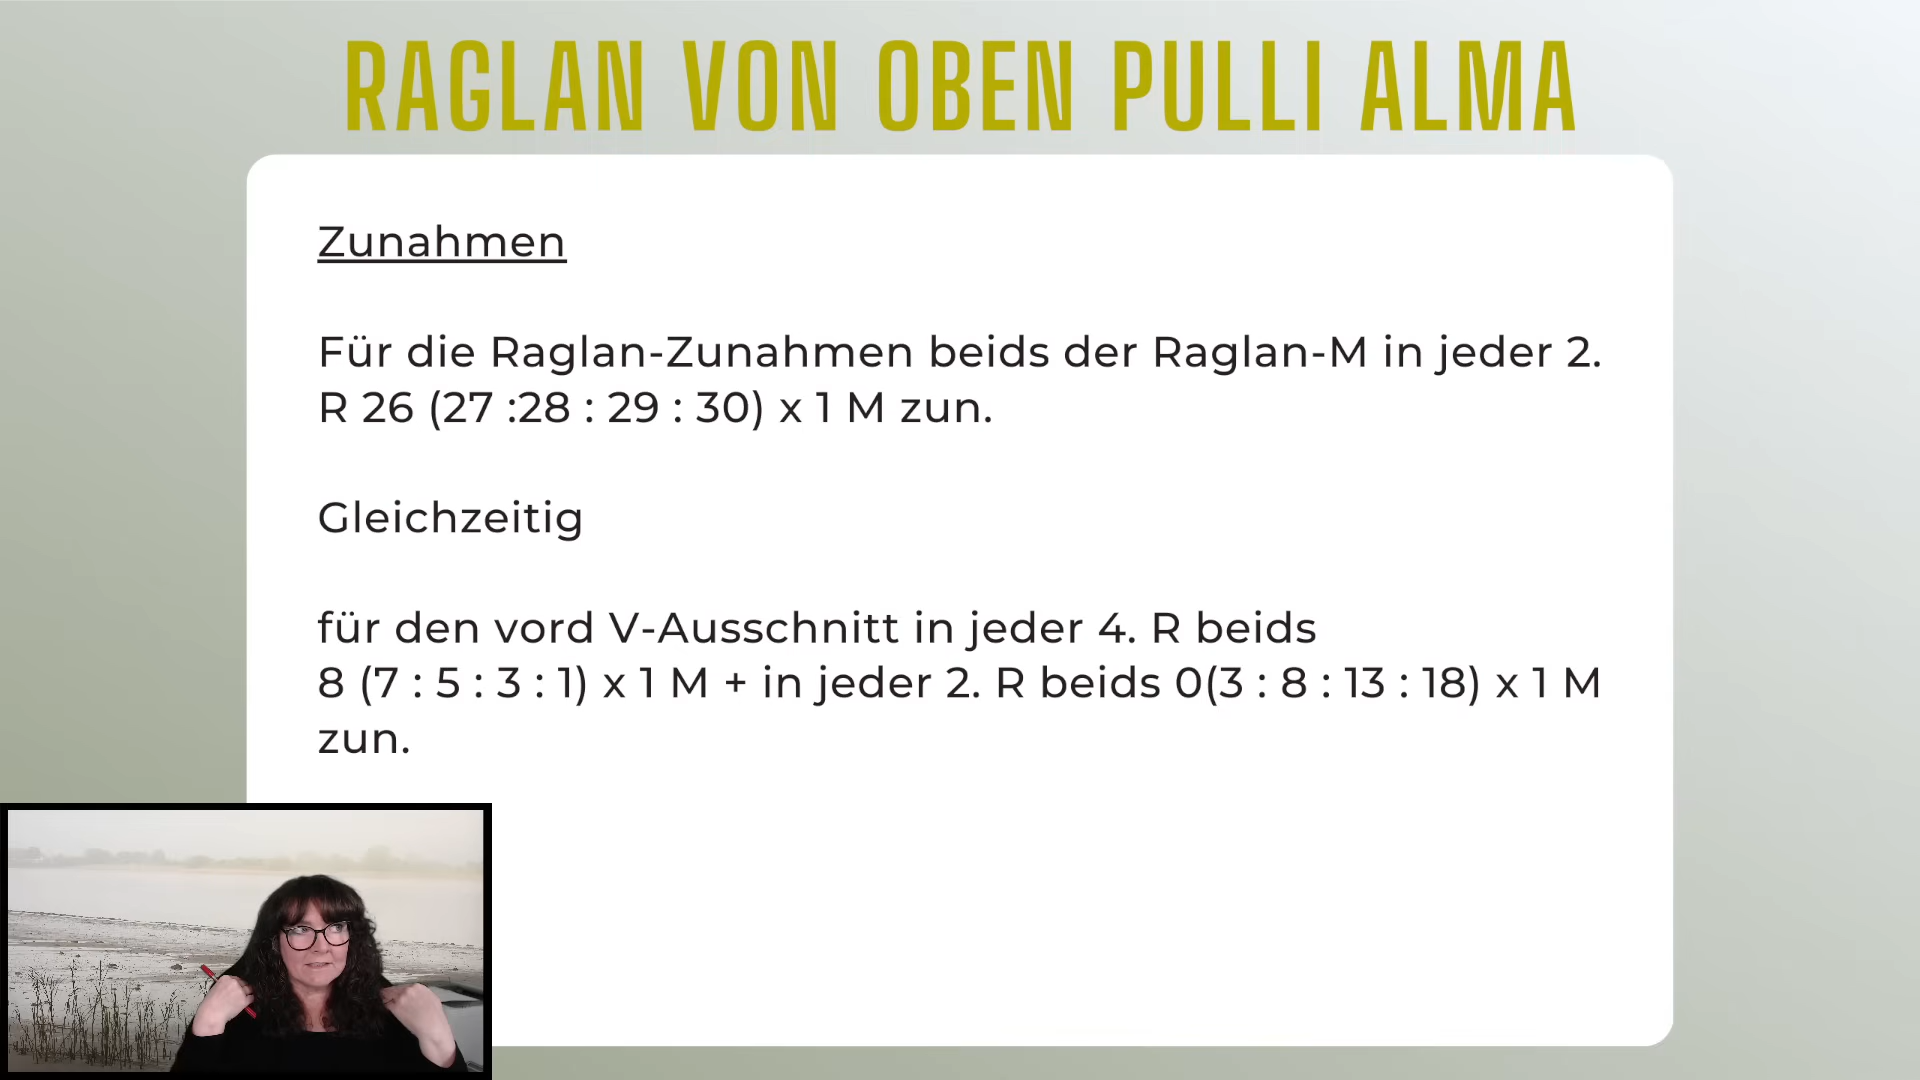 RAGLAN VON OBEN PULLI ALMA
Zunahmen
Für die Raglan-Zunahmen beids der Raglan-M in jeder 2.
R 26 (27 :28 : 29 : 30) x 1 M zun.
Gleichzeitig
für den vord V-Ausschnitt in jeder 4. R beids
8 (7 : 5 : 3 : 1) x 1 M + in jeder 2. R beids 0(3 : 8 : 13 : 18) x 1 M
zun.